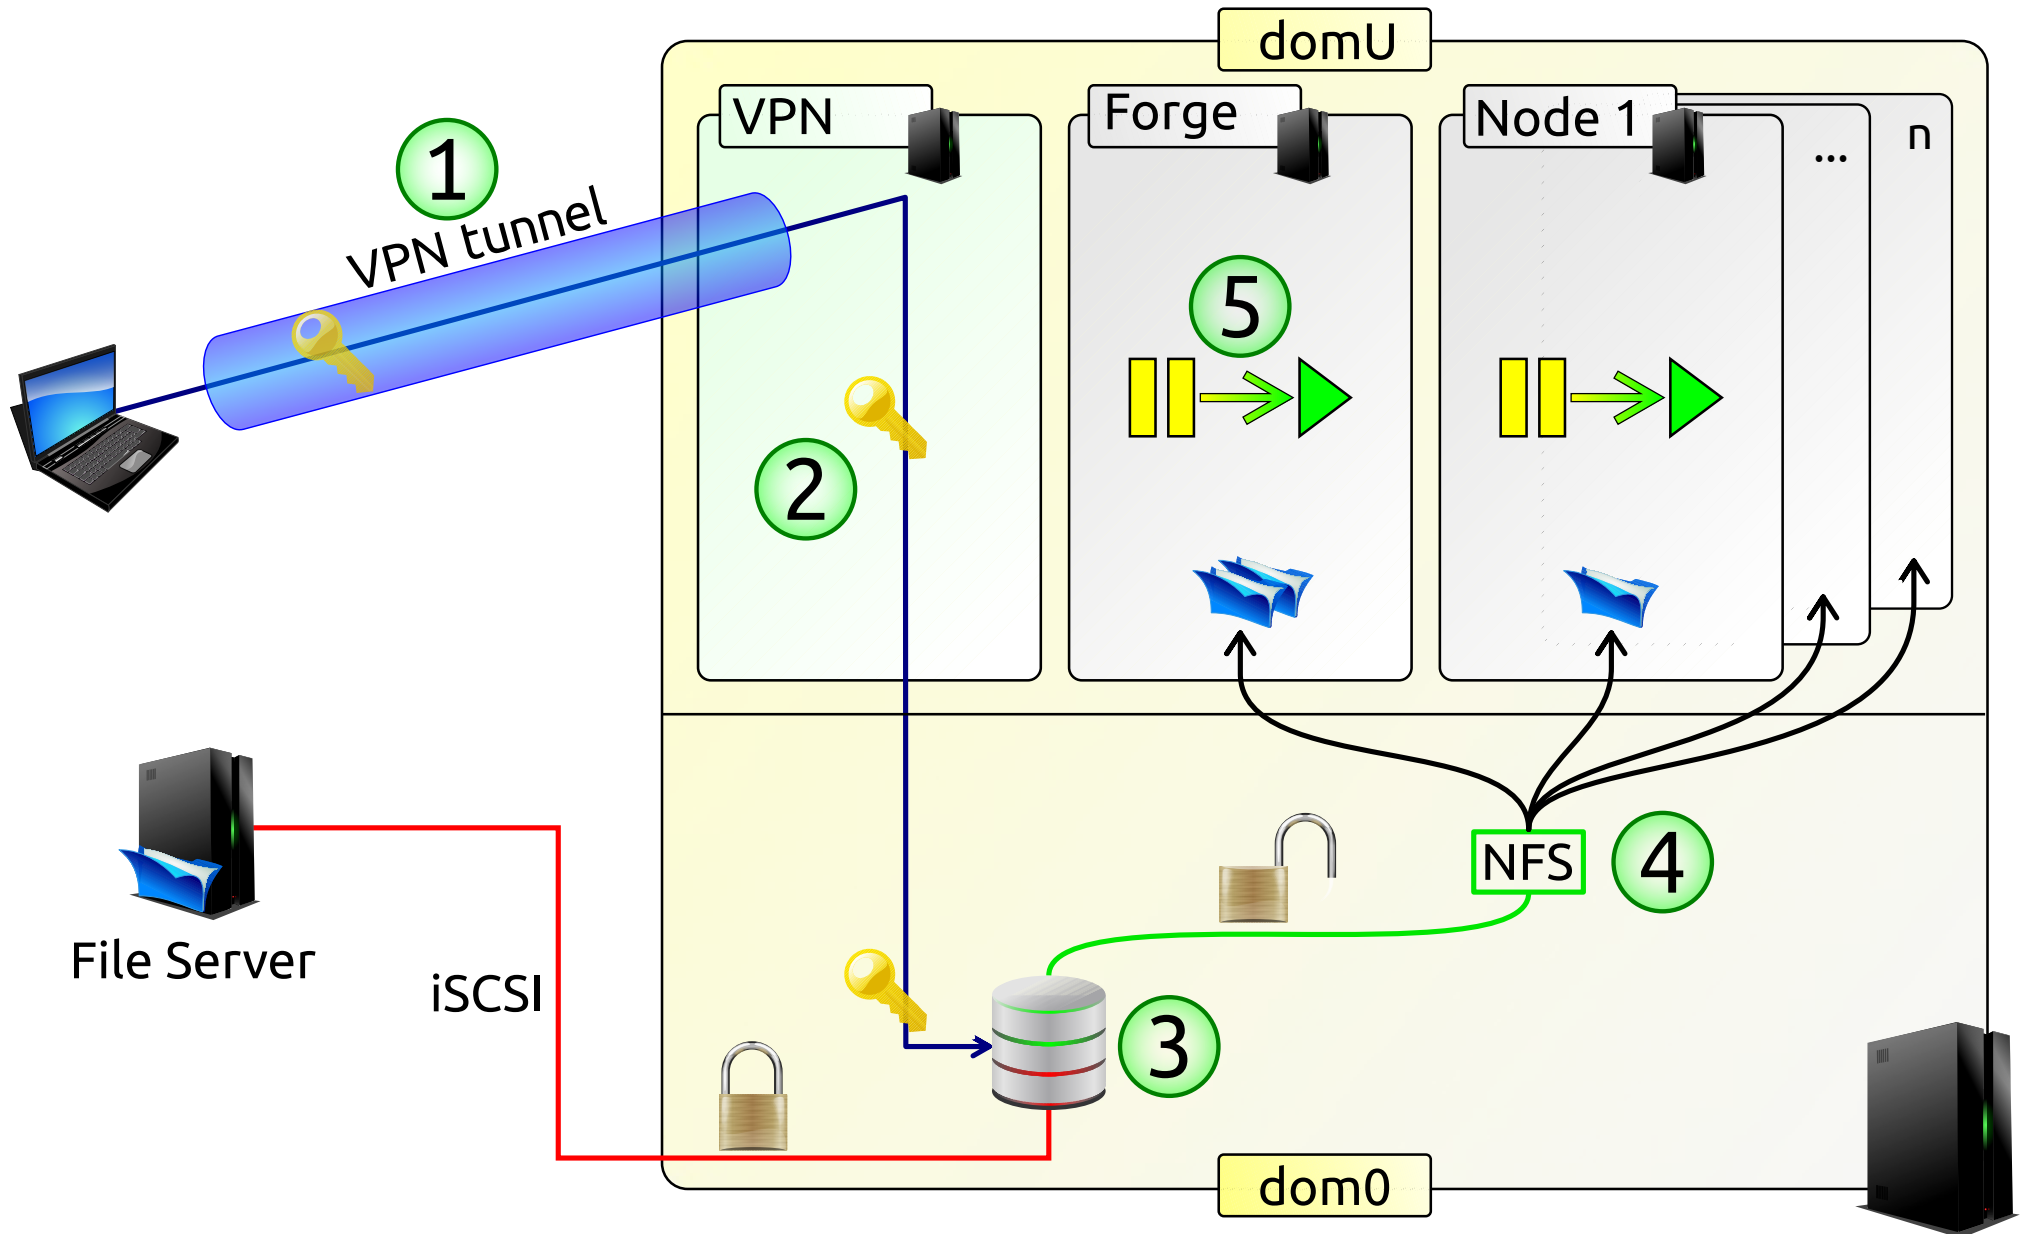 domU
VPN
Forge
Node 1
...
n
1
VPN tunnel
5
2
NFS
4
File Server
iSCSI
3
dom0